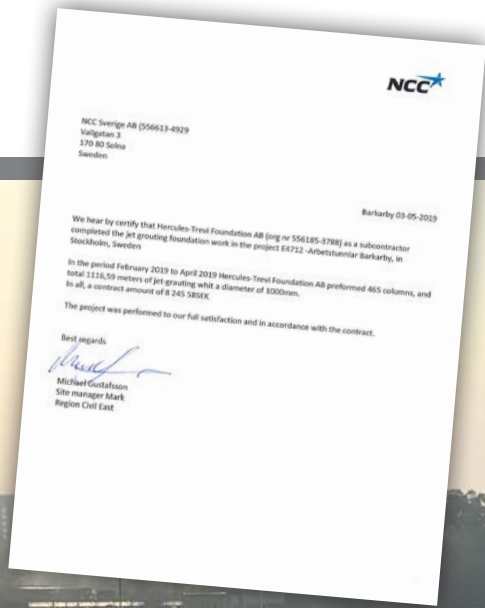 NCC
NCC Sverige AB (556613-4929
Vallgatan 3
170 80 Solna
Sweden
Barkarby 03-05-2019
We hear by certify that Hercules-Trevi Foundation AB (org nr 556185-3788) as a subcontractor
completed the jet grouting foundation work in the project E4712 -Arbetstunnlar Barkarby, in
Stockholm, Sweden
In the period February 2019 to April 2019 Hercules-Trevi Foundation AB preformed 465 columns, and
total 1116,59 meters of jet-grouting whit a diameter of 1000mm.
In all, a contract amount of 8 245 585EK
The project was performed to our full satisfaction and in accordance with the contract.
Best regards
Michael Gustafsson
Site manager Mark
Region Civil East